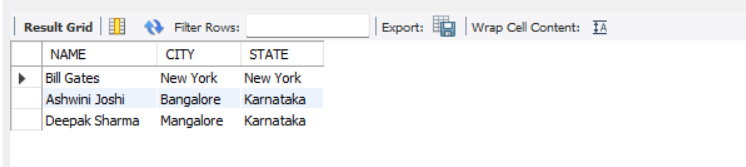 Result Grid Filter Rows: Export: Wrap Cell Content: IA
NAME CITY STATE
Bill Gates New York New York
Ashwini Joshi Bangalore Karnataka
Deepak Sharma Mangalore Karnataka